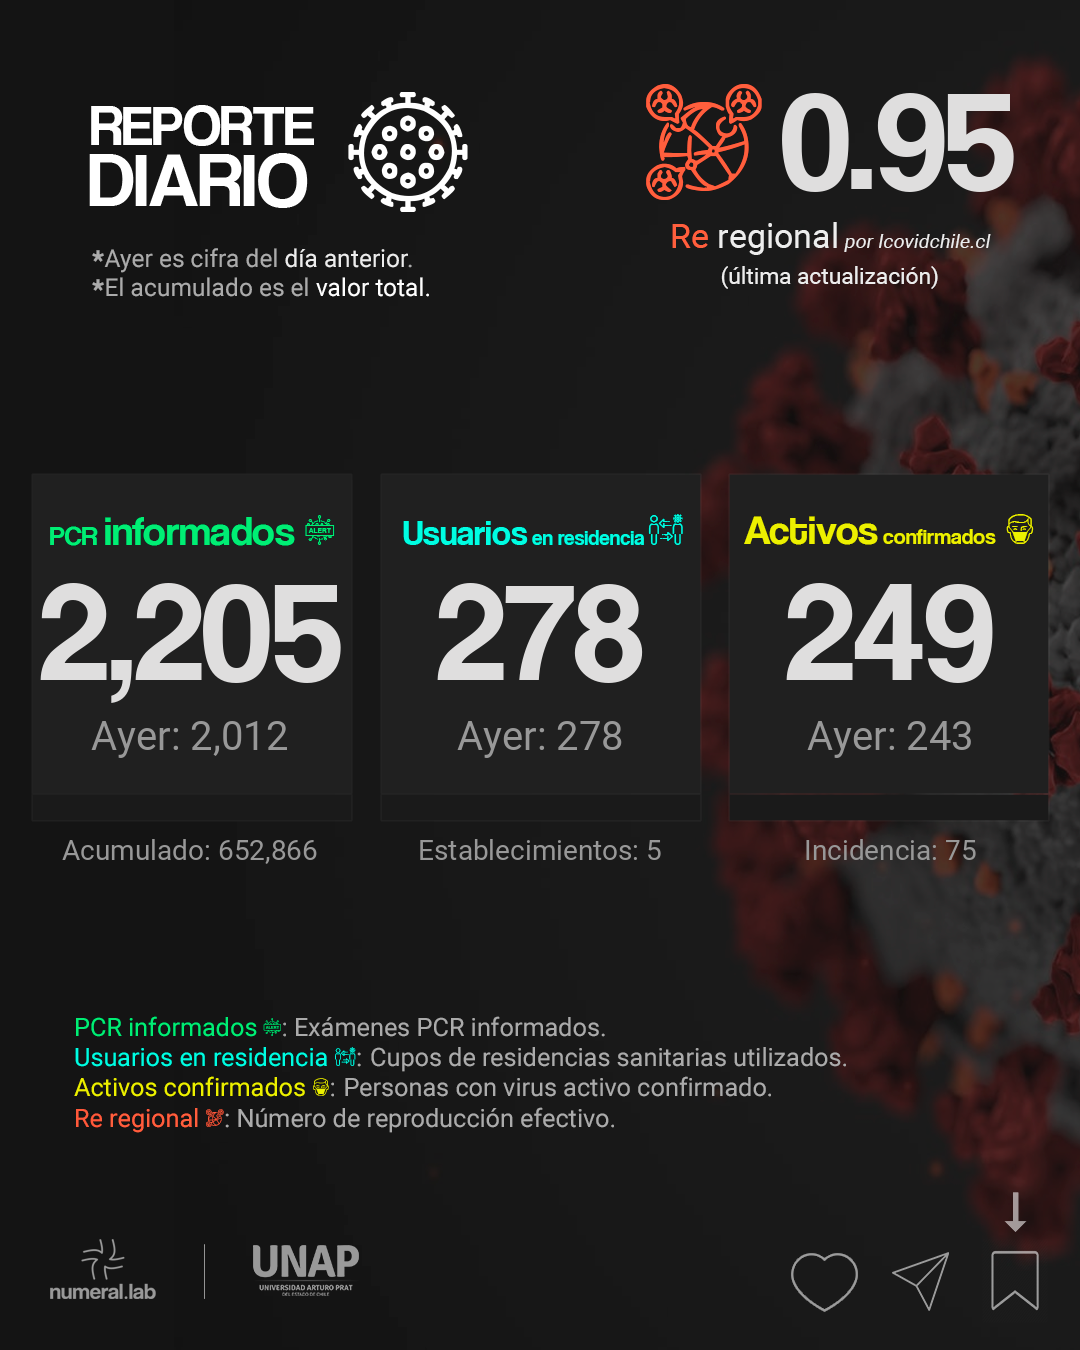 REPORTE
DIARIO
*Ayer es cifra del día anterior.
*El acumulado es el valor total.
0.95
Re regional por Icovidchile.cl
(última actualización)
PCR informados ALERT
2,205
Ayer: 2,012
Acumulado: 652,866
Usuarios en residencia
278
Ayer: 278
Establecimientos: 5
Activos confirmados
249
Ayer: 243
Incidencia: 75
PCR informados ALERT: Exámenes PCR informados.
Usuarios en residencia: Cupos de residencias sanitarias utilizados.
Activos confirmados: Personas con virus activo confirmado.
Re regional: Número de reproducción efectivo.
numeral.lab
UNAP
UNIVERSIDAD ARTURO PRAT
DEL ESTADO DE CHILE